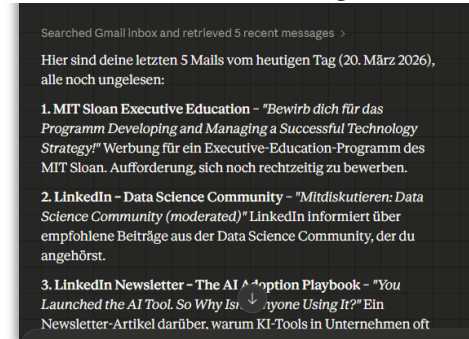 Searched Gmail inbox and retrieved 5 recent messages >
Hier sind deine letzten 5 Mails vom heutigen Tag (20. März 2026),
alle noch ungelesen:
1. MIT Sloan Executive Education – "Bewirb dich für das
Programm Developing and Managing a Successful Technology
Strategy!" Werbung für ein Executive-Education-Programm des
MIT Sloan. Aufforderung, sich noch rechtzeitig zu bewerben.
2. LinkedIn – Data Science Community – "Mitdiskutieren: Data
Science Community (moderated)" LinkedIn informiert über
empfohlene Beiträge aus der Data Science Community, der du
angehörst.
3. LinkedIn Newsletter – The AI Adoption Playbook – "You
Launched the AI Tool. So Why Using It?" Ein
Newsletter-Artikel darüber, warum KI-Tools in Unternehmen oft